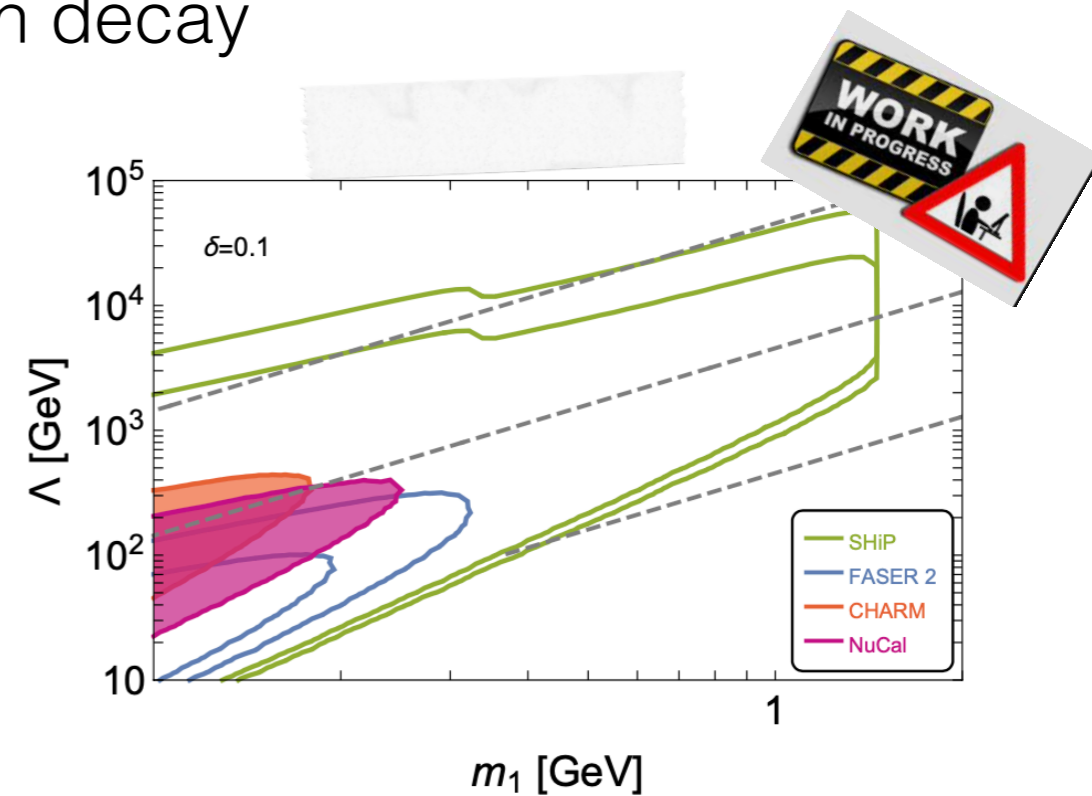 n decay
WORK
IN PROGRESS
10⁵
δ=0.1
10⁴
10³
10²
10
Λ [GeV]
SHiP
FASER 2
CHARM
NuCal
1
m₁ [GeV]